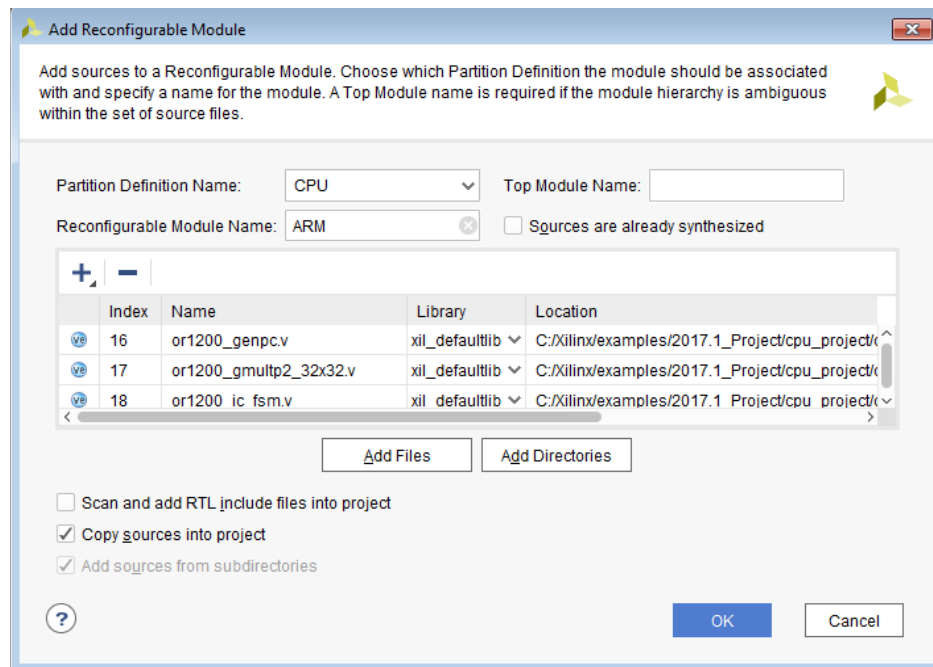 Add Reconfigurable Module
Add sources to a Reconfigurable Module. Choose which Partition Definition the module should be associated
with and specify a name for the module. A Top Module name is required if the module hierarchy is ambiguous
within the set of source files.
Partition Definition Name: CPU Top Module Name:
Reconfigurable Module Name: ARM Sources are already synthesized
Index Name Library Location
16 or1200_genpc.v xil_defaultlib C:/Xilinx/examples/2017.1_Project/cpu_project/
17 or1200_gmultp2_32x32.v xil_defaultlib C:/Xilinx/examples/2017.1_Project/cpu_project/
18 or1200_ic_fsm.v xil_defaultlib C:/Xilinx/examples/2017.1_Project/cpu_project/
Add Files Add Directories
Scan and add RTL include files into project
Copy sources into project
Add sources from subdirectories
? OK Cancel